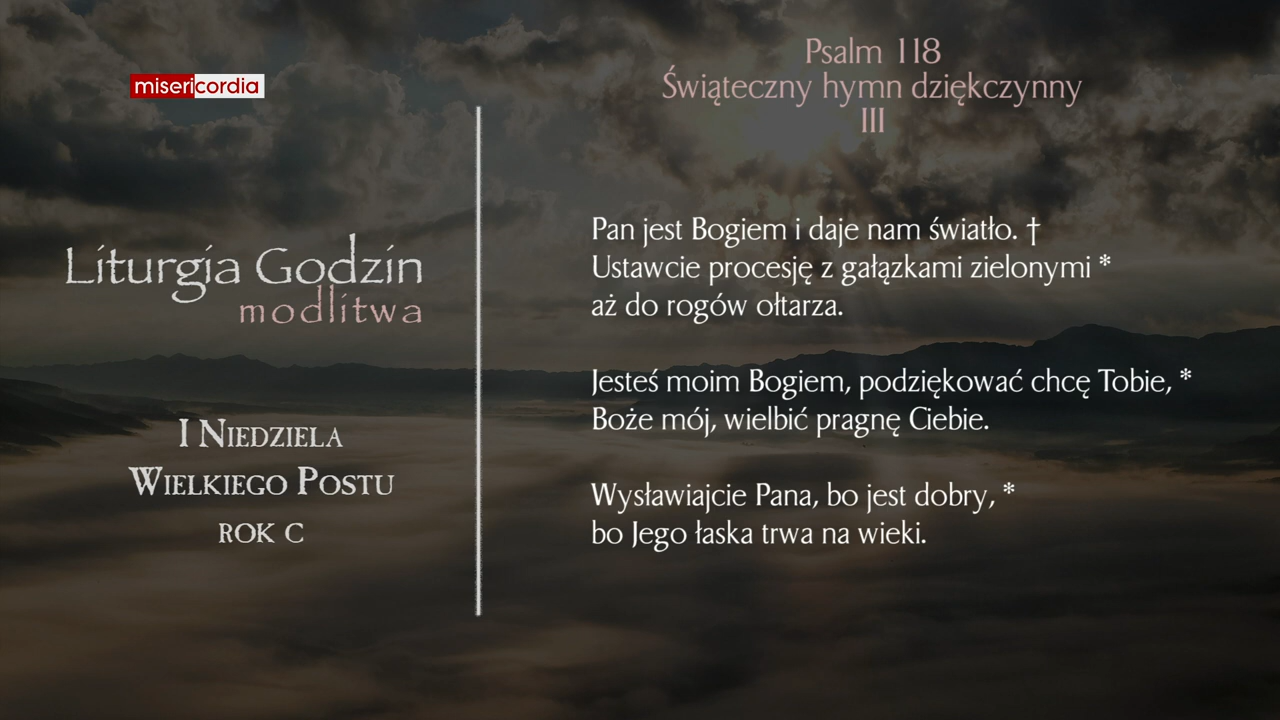 misericordia
Liturgia Godzin
modlitwa
I Niedziela
Wielkiego Postu
ROK C
Psalm 118
Świąteczny hymn dziękczynny
III
Pan jest Bogiem i daje nam światło. †
Ustawcie procesję z gałązkami zielonymi *
aż do rogów ołtarza.
Jesteś moim Bogiem, podziękować chcę Tobie, *
Boże mój, wielbić pragnę Ciebie.
Wysławiajcie Pana, bo jest dobry, *
bo Jego łaska trwa na wieki.